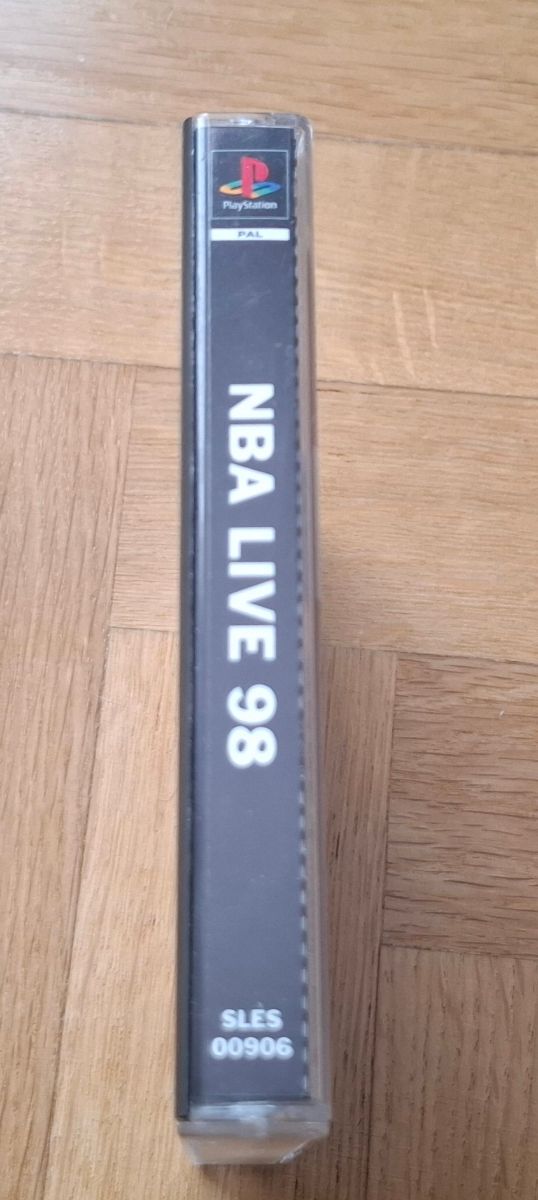 PlayStation
PAL
NBA LIVE 98
SLES
00906